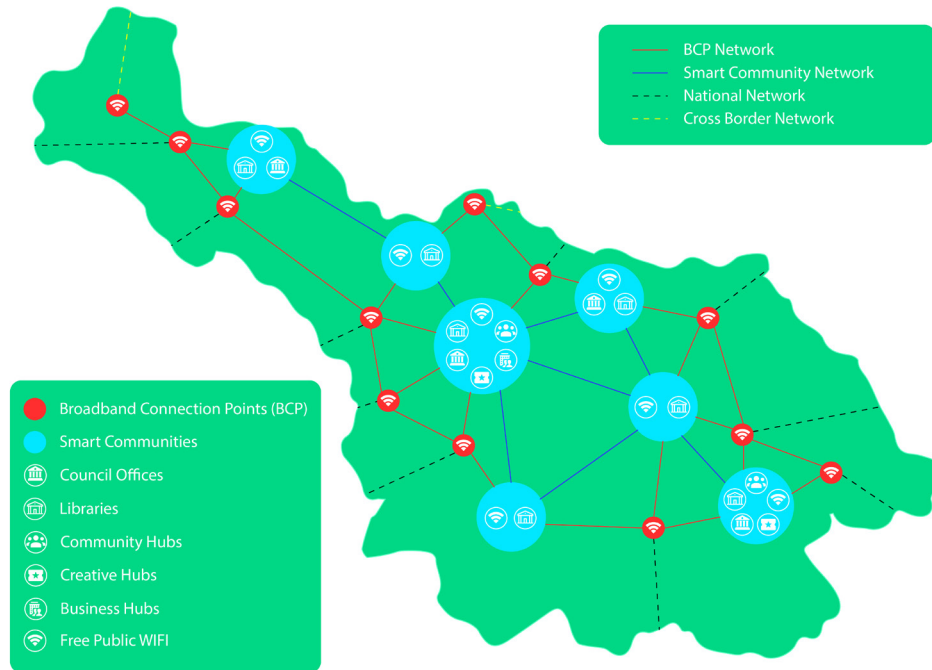 BCP Network
Smart Community Network
National Network
Cross Border Network
Broadband Connection Points (BCP)
Smart Communities
Council Offices
Libraries
Community Hubs
Creative Hubs
Business Hubs
Free Public WIFI